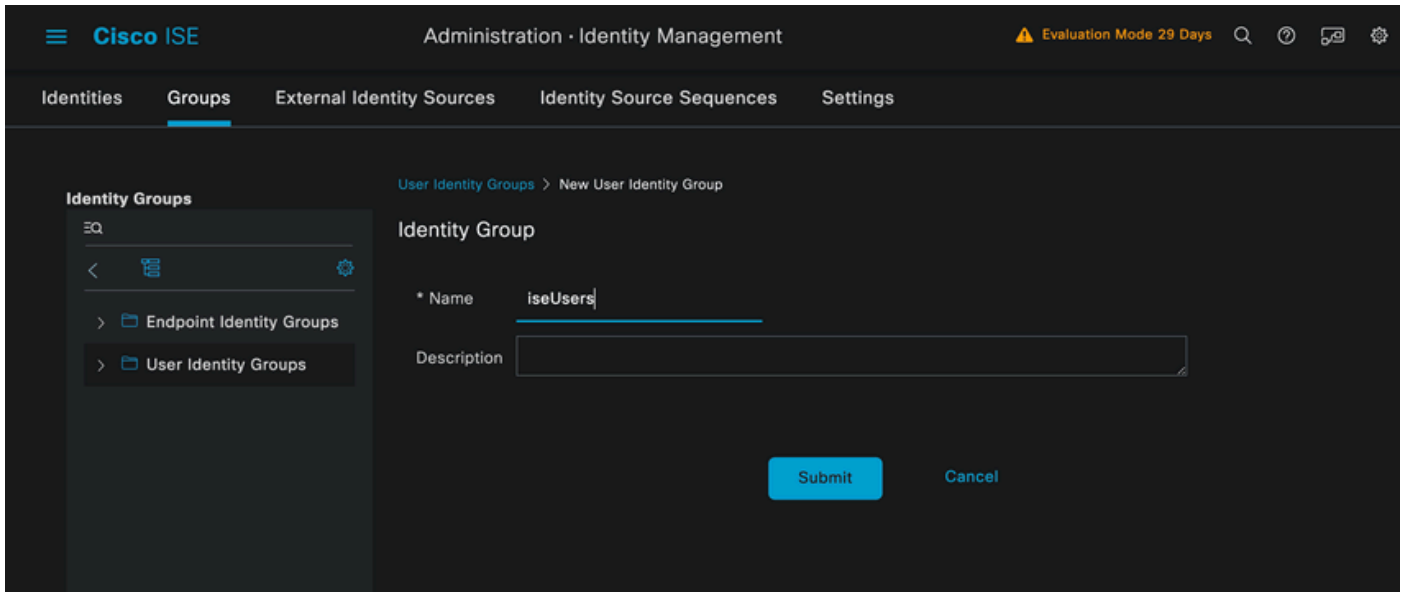 Cisco ISE
Administration · Identity Management
Evaluation Mode 29 Days
Identities Groups External Identity Sources Identity Source Sequences Settings
Identity Groups
Endpoint Identity Groups
User Identity Groups
User Identity Groups > New User Identity Group
Identity Group
* Name iseUsers
Description
Submit Cancel